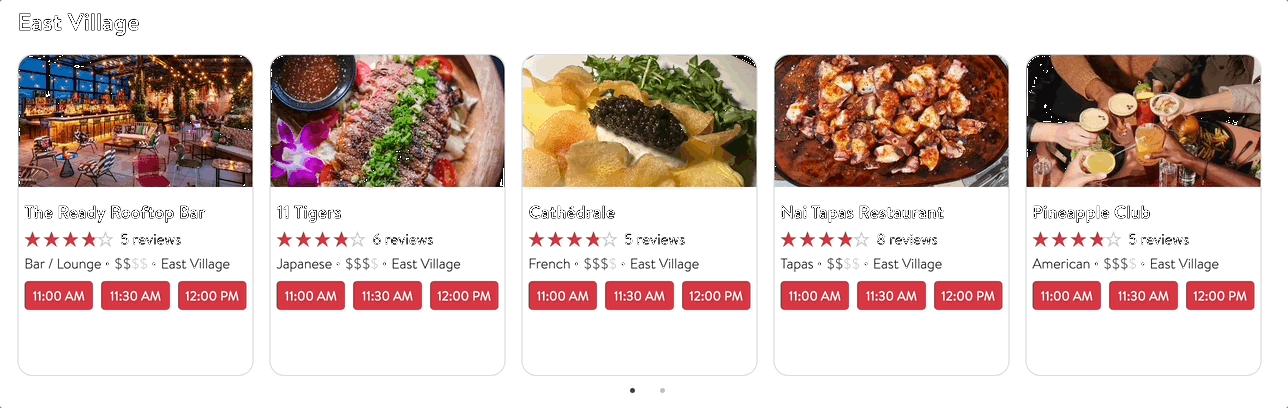 East Village
The Ready Rooftop Bar
5 reviews
Bar / Lounge • $$$$ • East Village
11:00 AM 11:30 AM 12:00 PM
11 Tigers
6 reviews
Japanese • $$$$ • East Village
11:00 AM 11:30 AM 12:00 PM
Cathédrale
5 reviews
French • $$$$ • East Village
11:00 AM 11:30 AM 12:00 PM
Nai Tapas Restaurant
8 reviews
Tapas • $$$$ • East Village
11:00 AM 11:30 AM 12:00 PM
Pineapple Club
5 reviews
American • $$$$ • East Village
11:00 AM 11:30 AM 12:00 PM